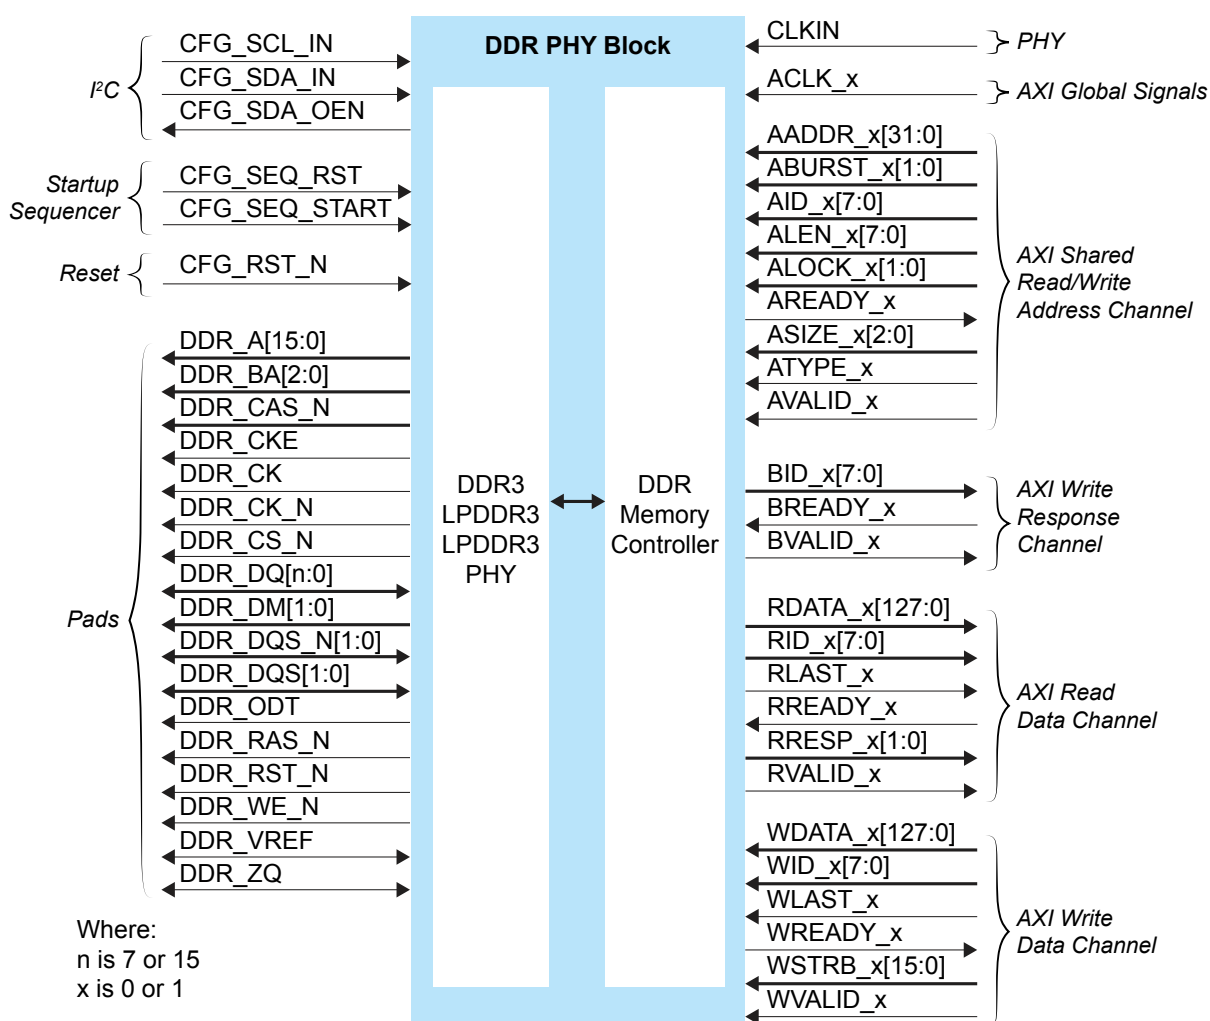 DDR PHY Block
I²C
CFG_SCL_IN
CFG_SDA_IN
CFG_SDA_OEN
Startup
Sequencer
CFG_SEQ_RST
CFG_SEQ_START
Reset
CFG_RST_N
Pads
DDR_A[15:0]
DDR_BA[2:0]
DDR_CAS_N
DDR_CKE
DDR_CK
DDR_CK_N
DDR_CS_N
DDR_DQ[n:0]
DDR_DM[1:0]
DDR_DQS_N[1:0]
DDR_DQS[1:0]
DDR_ODT
DDR_RAS_N
DDR_RST_N
DDR_WE_N
DDR_VREF
DDR_ZQ
Where:
n is 7 or 15
x is 0 or 1
DDR3
LPDDR3
LPDDR3
PHY
DDR
Memory
Controller
CLKIN
PHY
ACLK_x
AXI Global Signals
AADDR_x[31:0]
ABURST_x[1:0]
AID_x[7:0]
ALEN_x[7:0]
ALOCK_x[1:0]
AREADY_x
ASIZE_x[2:0]
ATYPE_x
AVALID_x
AXI Shared
Read/Write
Address Channel
BID_x[7:0]
BREADY_x
BVALID_x
AXI Write
Response
Channel
RDATA_x[127:0]
RID_x[7:0]
RLAST_x
RREADY_x
RRESP_x[1:0]
RVALID_x
AXI Read
Data Channel
WDATA_x[127:0]
WID_x[7:0]
WLAST_x
WREADY_x
WSTRB_x[15:0]
WVALID_x
AXI Write
Data Channel